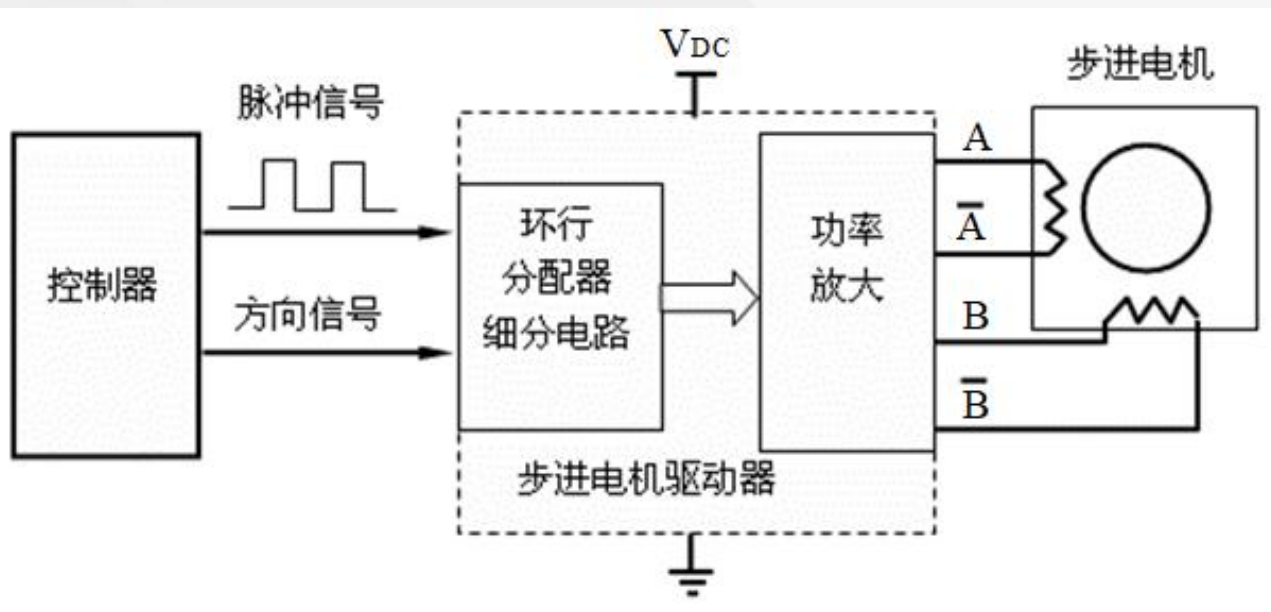 VDC
步进电机
脉冲信号
控制器
方向信号
环行
分配器
细分电路
功率
放大
A
A̅
B
B̅
步进电机驱动器